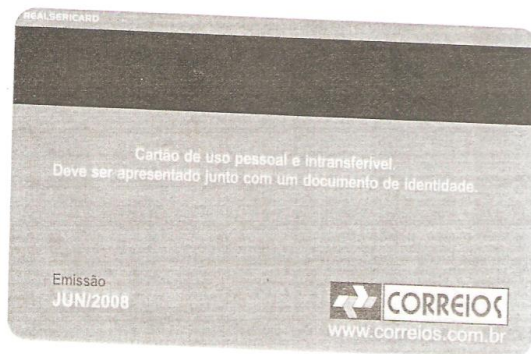 REALSERICARD
Cartão de uso pessoal e intransferível.
Deve ser apresentado junto com um documento de identidade.
Emissão
JUN/2008
CORREIOS
www.correios.com.br